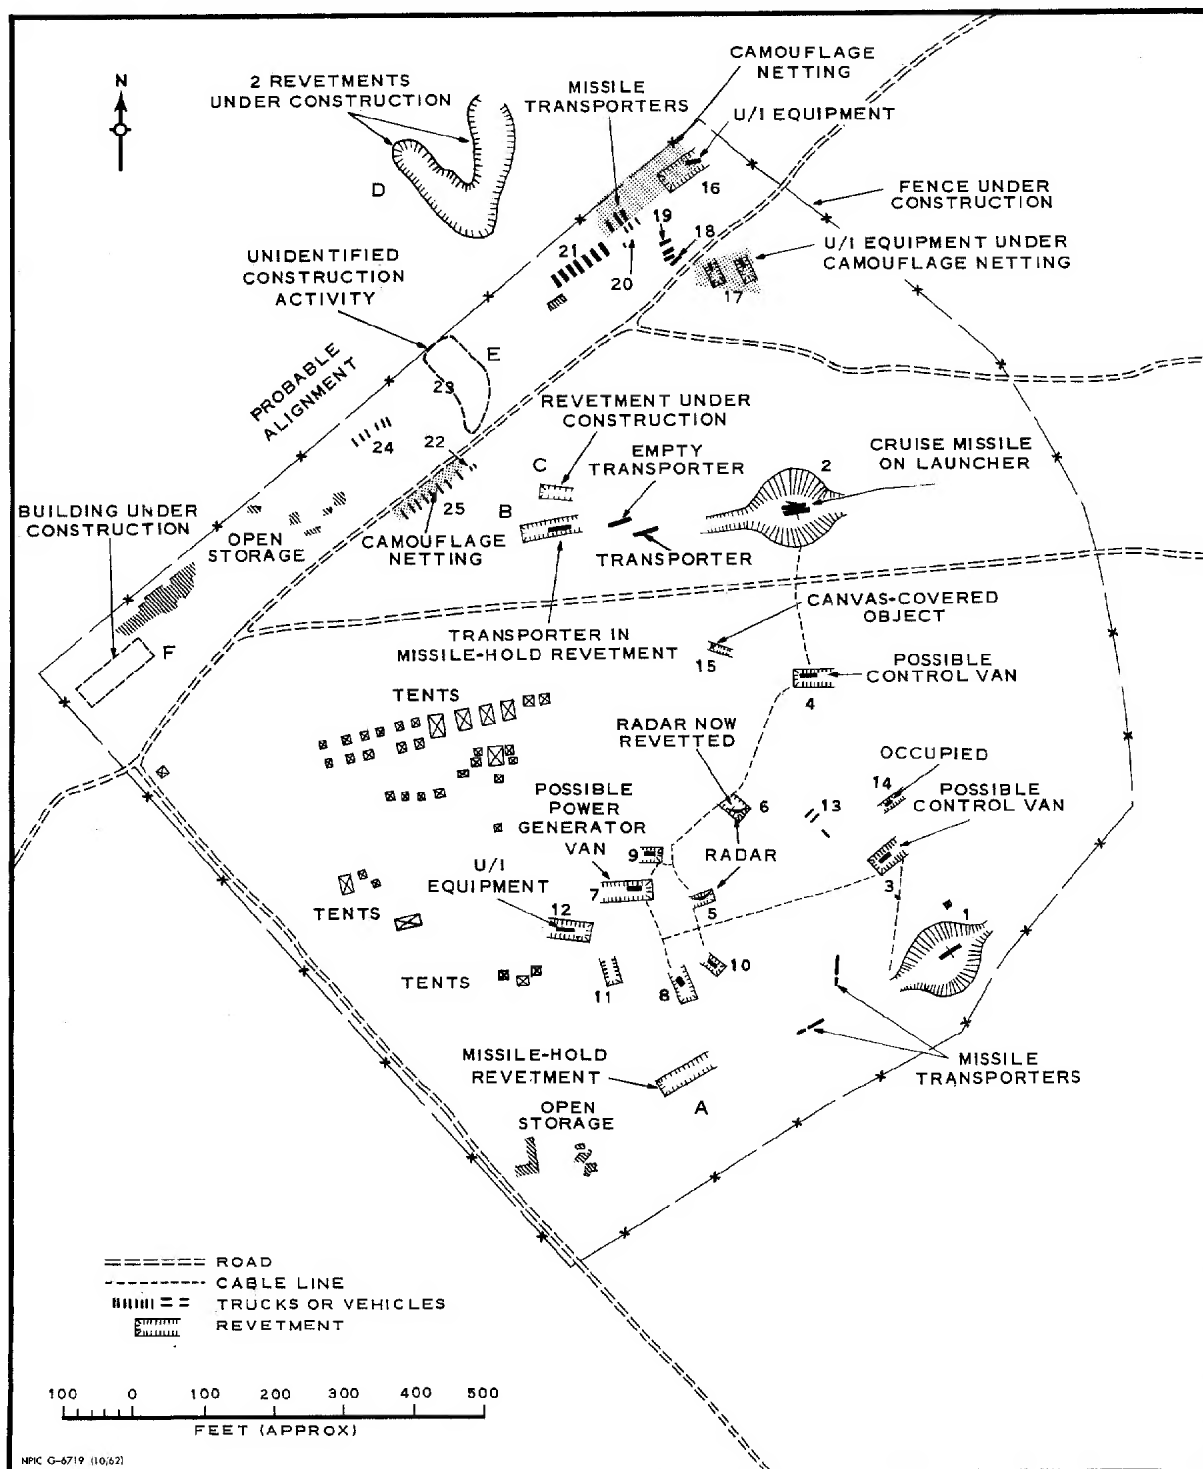 N
2 REVETMENTS
UNDER CONSTRUCTION
MISSILE
TRANSPORTERS
CAMOUFLAGE
NETTING
U/I EQUIPMENT
D
16
FENCE UNDER
CONSTRUCTION
19
18
U/I EQUIPMENT UNDER
CAMOUFLAGE NETTING
UNIDENTIFIED
CONSTRUCTION
ACTIVITY
21
20
17
E
PROBABLE
ALIGNMENT
23
REVETMENT UNDER
CONSTRUCTION
24
22
EMPTY
TRANSPORTER
C
2
CRUISE MISSILE
ON LAUNCHER
BUILDING UNDER
CONSTRUCTION
B
25
OPEN
STORAGE
CAMOUFLAGE
NETTING
TRANSPORTER
CANVAS-COVERED
OBJECT
F
TRANSPORTER IN
MISSILE-HOLD REVETMENT
15
POSSIBLE
CONTROL VAN
4
TENTS
RADAR NOW
REVETTED
OCCUPIED
14
POSSIBLE
CONTROL VAN
POSSIBLE
POWER
GENERATOR
VAN
6
13
9
RADAR
U/I
EQUIPMENT
7
3
TENTS
12
5
1
10
TENTS
11
8
MISSILE-HOLD
REVETMENT
MISSILE
TRANSPORTERS
A
OPEN
STORAGE
ROAD
CABLE LINE
TRUCKS OR VEHICLES
REVETMENT
100 0 100 200 300 400 500
FEET (APPROX)
NPIC G-6719 (10/62)